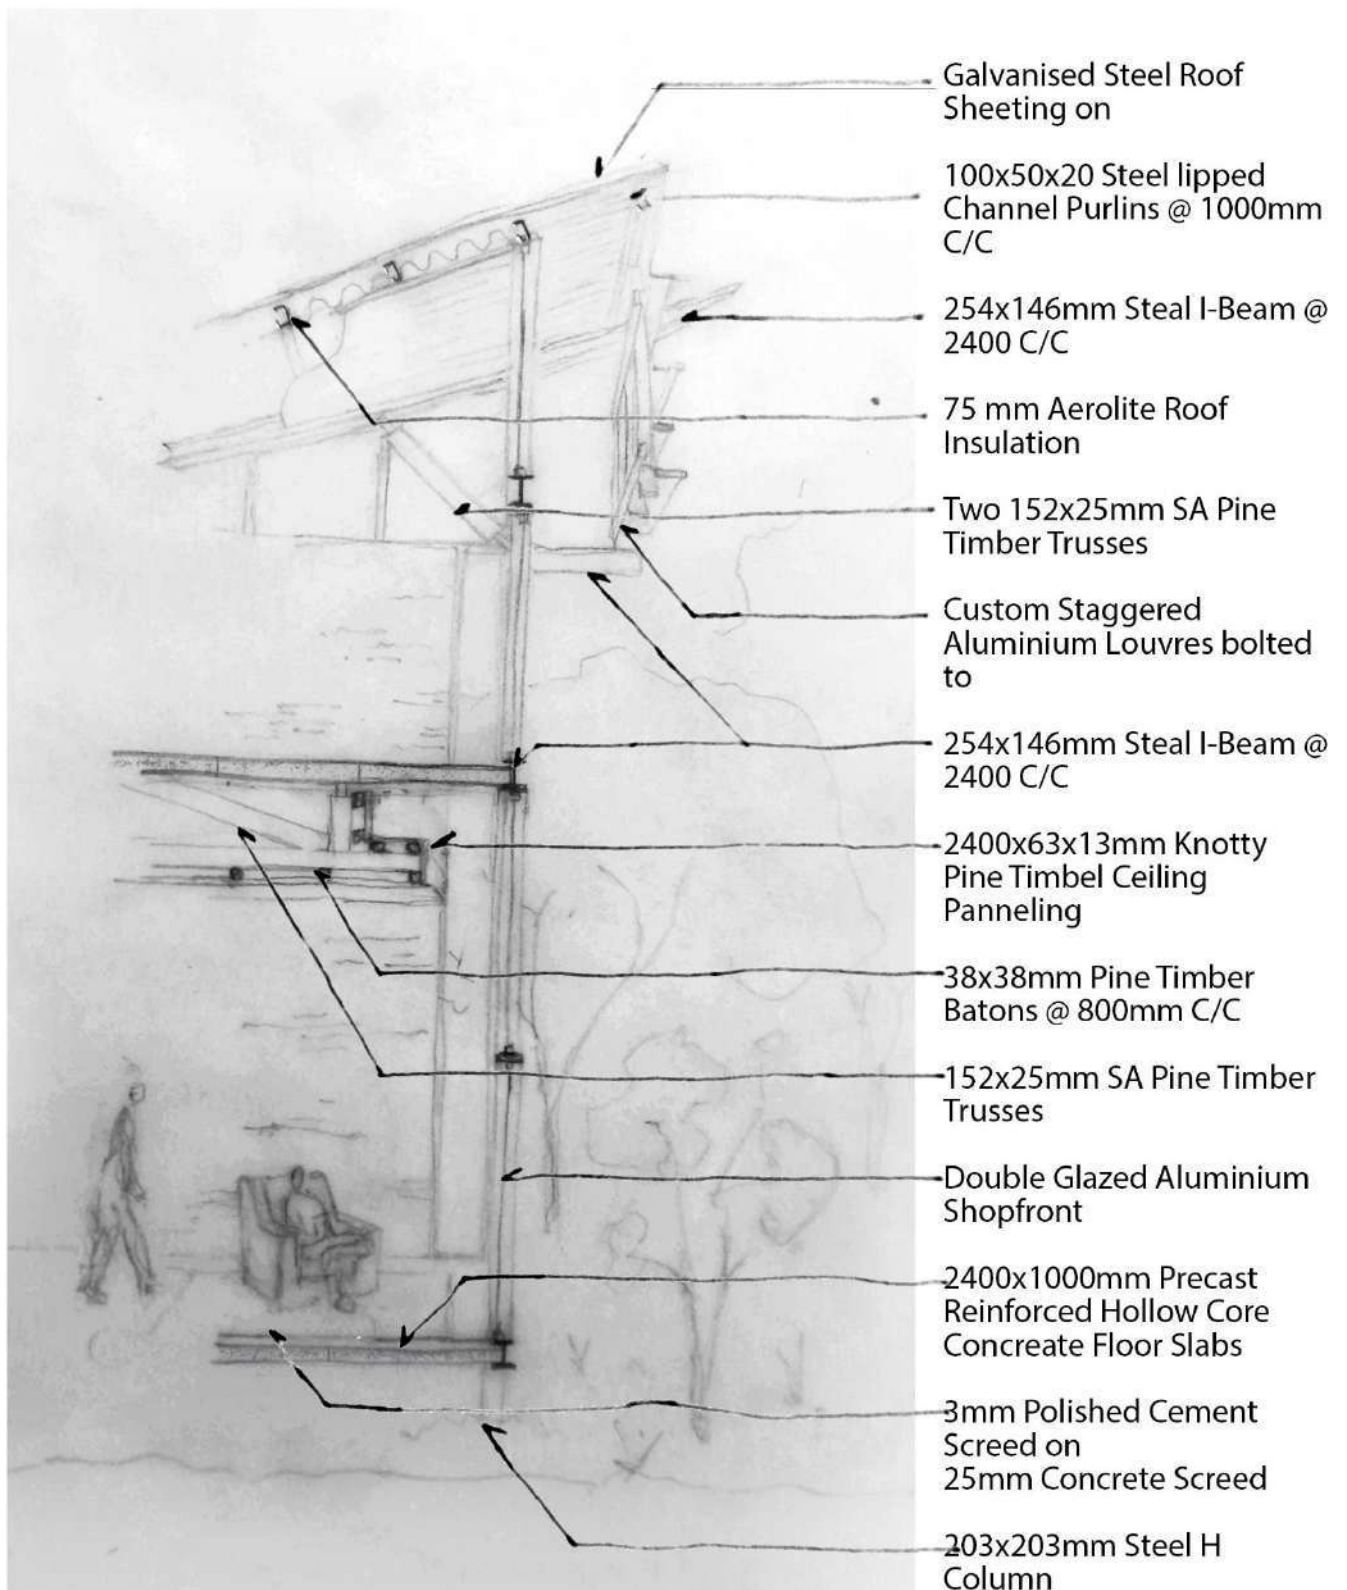 Galvanised Steel Roof
Sheeting on
100x50x20 Steel lipped
Channel Purlins @ 1000mm
C/C
254x146mm Steal I-Beam @
2400 C/C
75 mm Aerolite Roof
Insulation
Two 152x25mm SA Pine
Timber Trusses
Custom Staggered
Aluminium Louvres bolted
to
254x146mm Steal I-Beam @
2400 C/C
2400x63x13mm Knotty
Pine Timbel Ceiling
Panneling
38x38mm Pine Timber
Batons @ 800mm C/C
152x25mm SA Pine Timber
Trusses
Double Glazed Aluminium
Shopfront
2400x1000mm Precast
Reinforced Hollow Core
Concreate Floor Slabs
3mm Polished Cement
Screed on
25mm Concrete Screed
203x203mm Steel H
Column